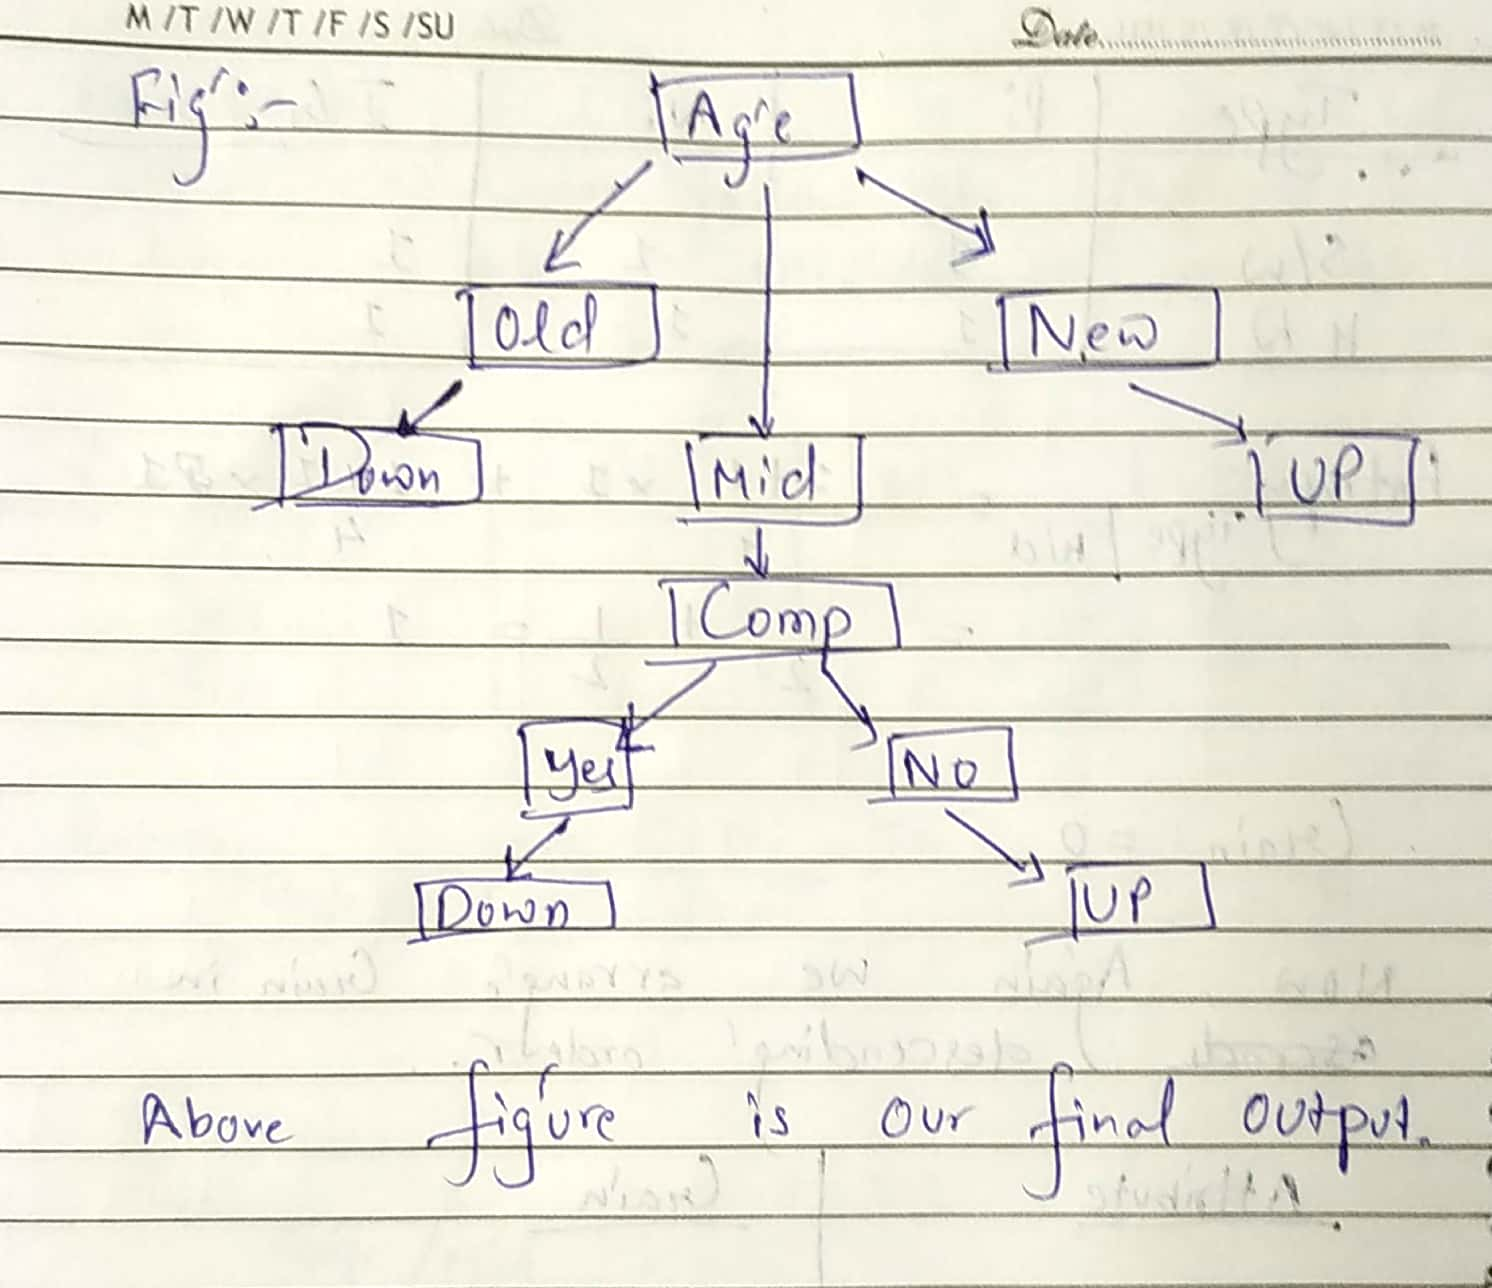 M /T /W /T /F /S /SU Date
Fig:-
Age
Old New
Down Mid UP
Comp
Yes NO
Down UP
Above figure is our final output.